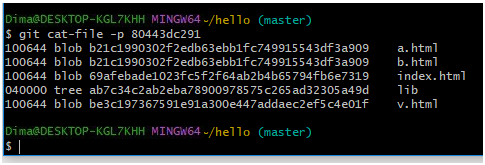 Dima@DESKTOP-KGL7KHH MINGW64 ~/hello (master)
$ git cat-file -p 80443dc291
100644 blob b21c1990302f2edb63ebb1fc749915543df3a909    a.html
100644 blob b21c1990302f2edb63ebb1fc749915543df3a909    b.html
100644 blob 69afebade1023fc5f2f64ab2b4b65794fb6e7319    index.html
040000 tree ab7c34c2ab2eba78900978575c265ad32305a49d    lib
100644 blob be3c197367591e91a300e447addaec2ef5c4e01f    v.html
Dima@DESKTOP-KGL7KHH MINGW64 ~/hello (master)
$